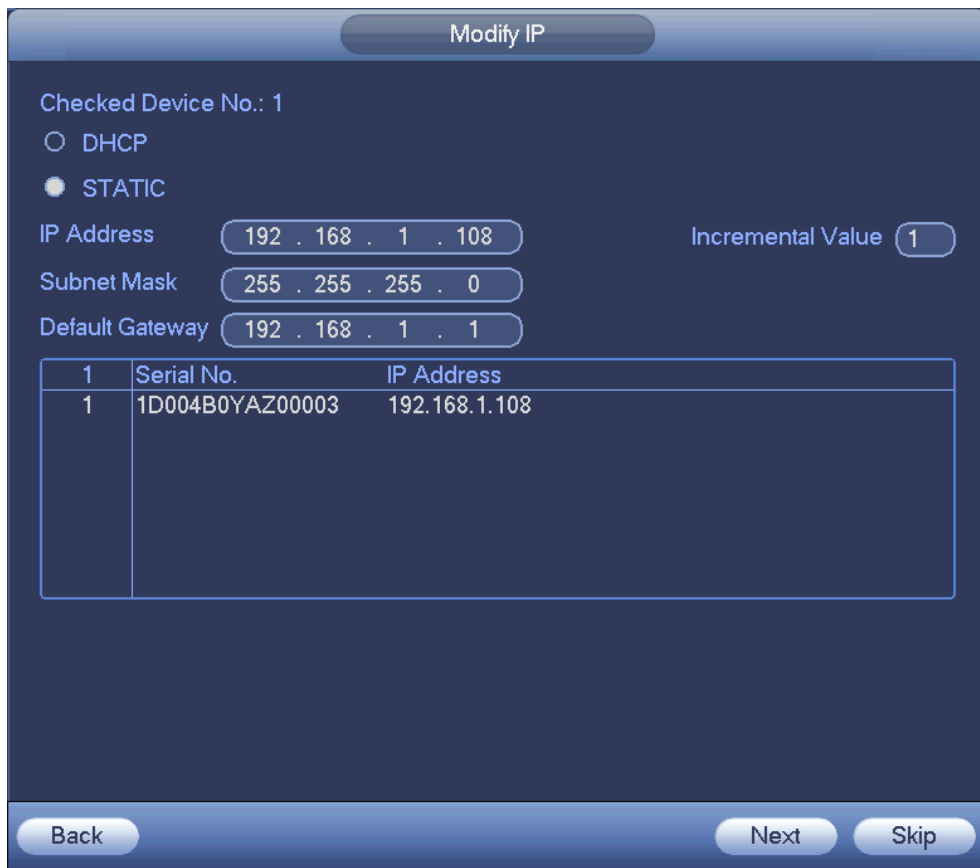 Modify IP
Checked Device No.: 1
DHCP
STATIC
IP Address 192 . 168 . 1 . 108 Incremental Value 1
Subnet Mask 255 . 255 . 255 . 0
Default Gateway 192 . 168 . 1 . 1
1 Serial No. IP Address
1 1D004B0YAZ00003 192.168.1.108
Back Next Skip